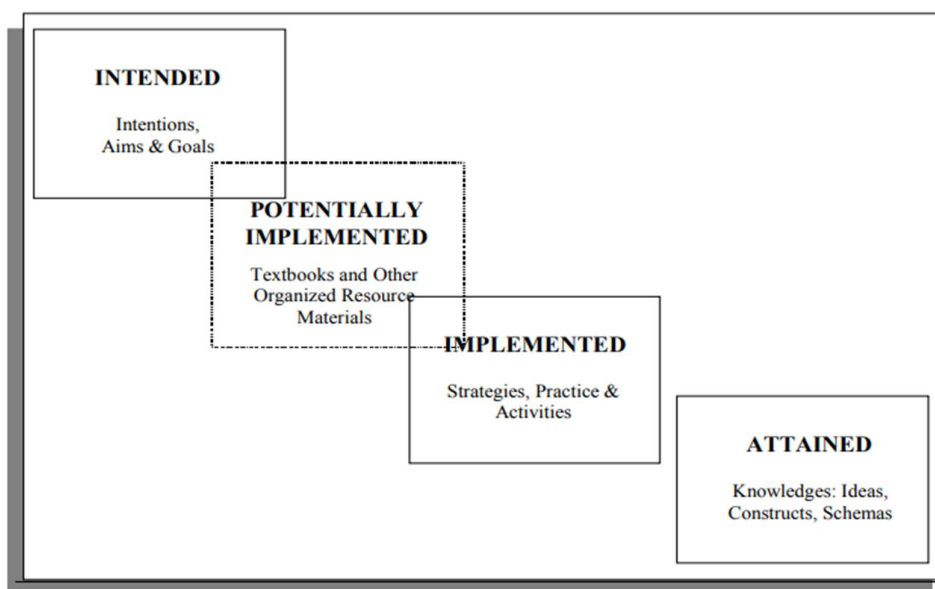 INTENDED
Intentions,
Aims & Goals
POTENTIALLY
IMPLEMENTED
Textbooks and Other
Organized Resource
Materials
IMPLEMENTED
Strategies, Practice &
Activities
ATTAINED
Knowledges: Ideas,
Constructs, Schemas